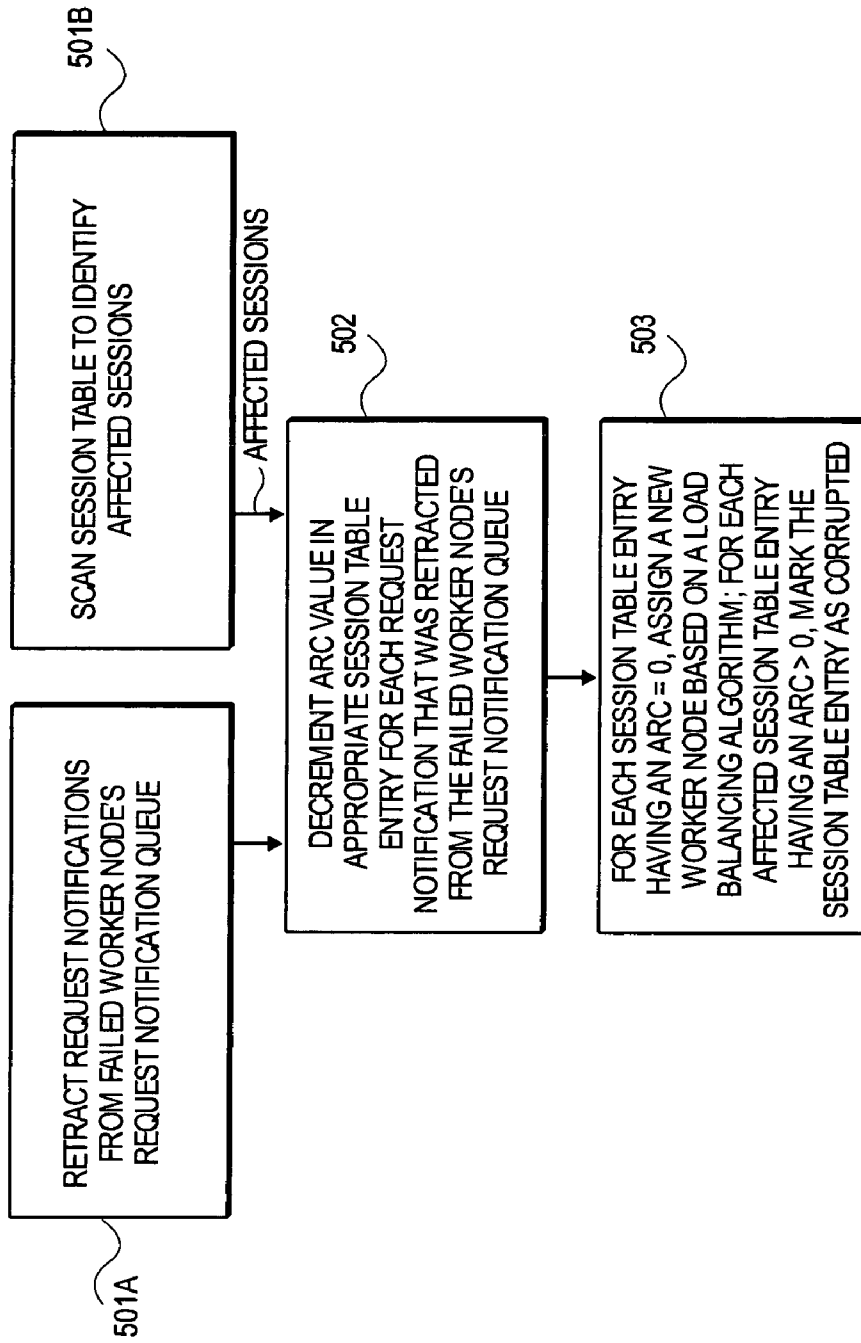 501A
RETRACT REQUEST NOTIFICATIONS
FROM FAILED WORKER NODE'S
REQUEST NOTIFICATION QUEUE
501B
SCAN SESSION TABLE TO IDENTIFY
AFFECTED SESSIONS
AFFECTED SESSIONS
502
DECREMENT ARC VALUE IN
APPROPRIATE SESSION TABLE
ENTRY FOR EACH REQUEST
NOTIFICATION THAT WAS RETRACTED
FROM THE FAILED WORKER NODE'S
REQUEST NOTIFICATION QUEUE
503
FOR EACH SESSION TABLE ENTRY
HAVING AN ARC = 0, ASSIGN A NEW
WORKER NODE BASED ON A LOAD
BALANCING ALGORITHM; FOR EACH
AFFECTED SESSION TABLE ENTRY
HAVING AN ARC > 0, MARK THE
SESSION TABLE ENTRY AS CORRUPTED